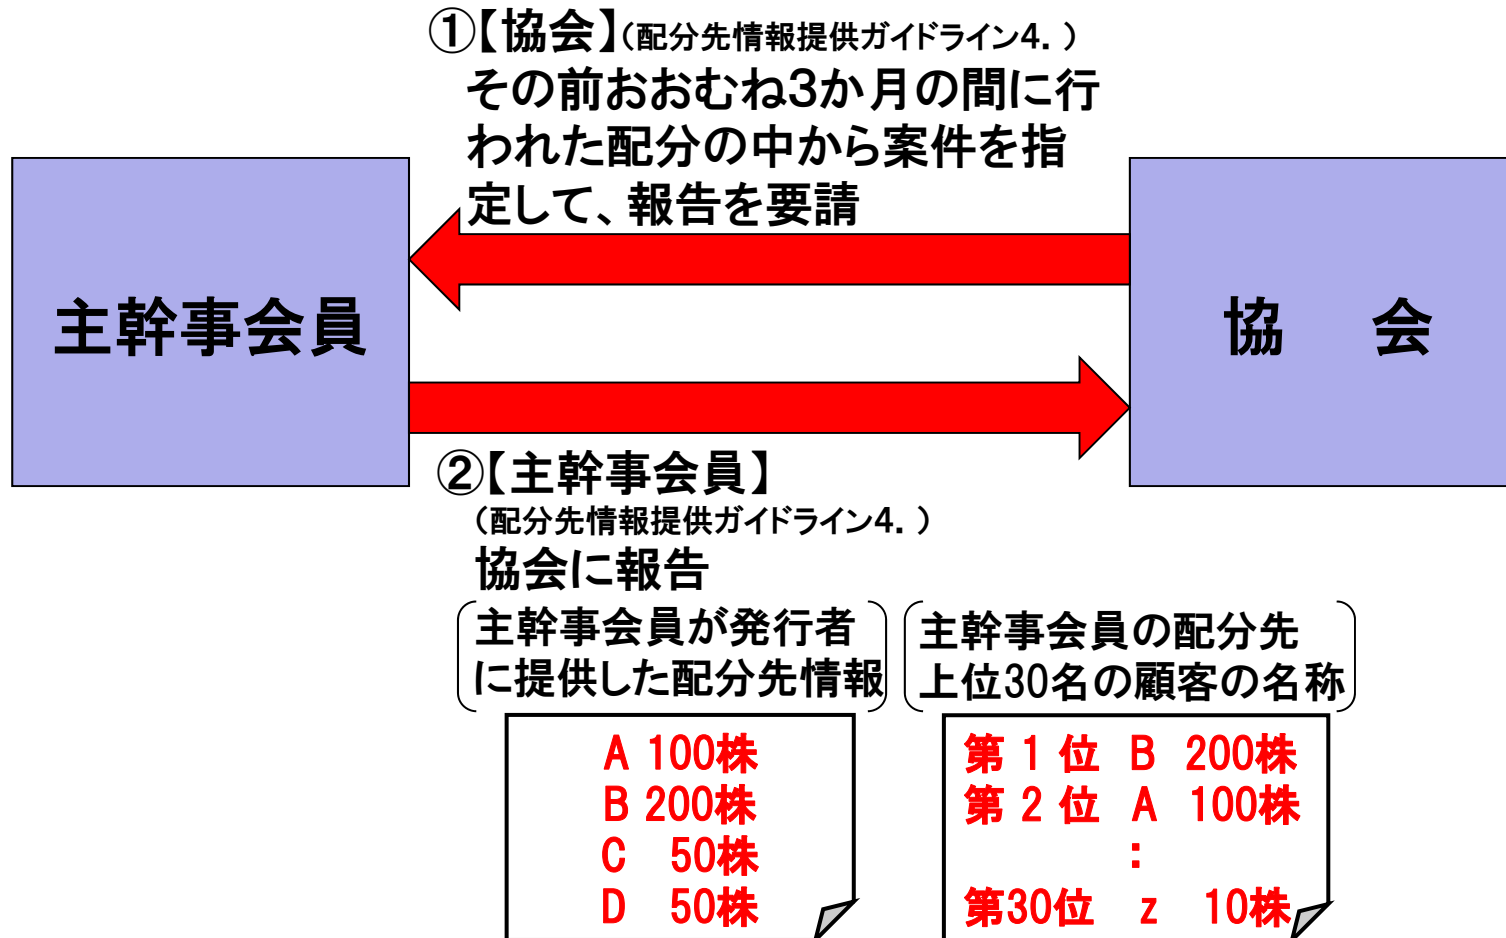 ①【協会】(配分先情報提供ガイドライン4．)
その前おおむね3か月の間に行
われた配分の中から案件を指
定して、報告を要請
主幹事会員
協　会
②【主幹事会員】
(配分先情報提供ガイドライン4．)
協会に報告
主幹事会員が発行者
に提供した配分先情報
主幹事会員の配分先
上位30名の顧客の名称
A 100株
B 200株
C 50株
D 50株
第1位 B 200株
第2位 A 100株
：
第30位 z 10株